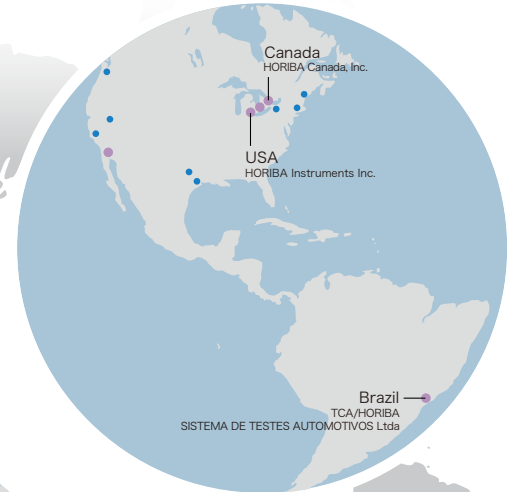 Canada
HORIBA Canada, Inc.
USA
HORIBA Instruments Inc.
Brazil
TCA/HORIBA
SISTEMA DE TESTES AUTOMOTIVOS Ltda